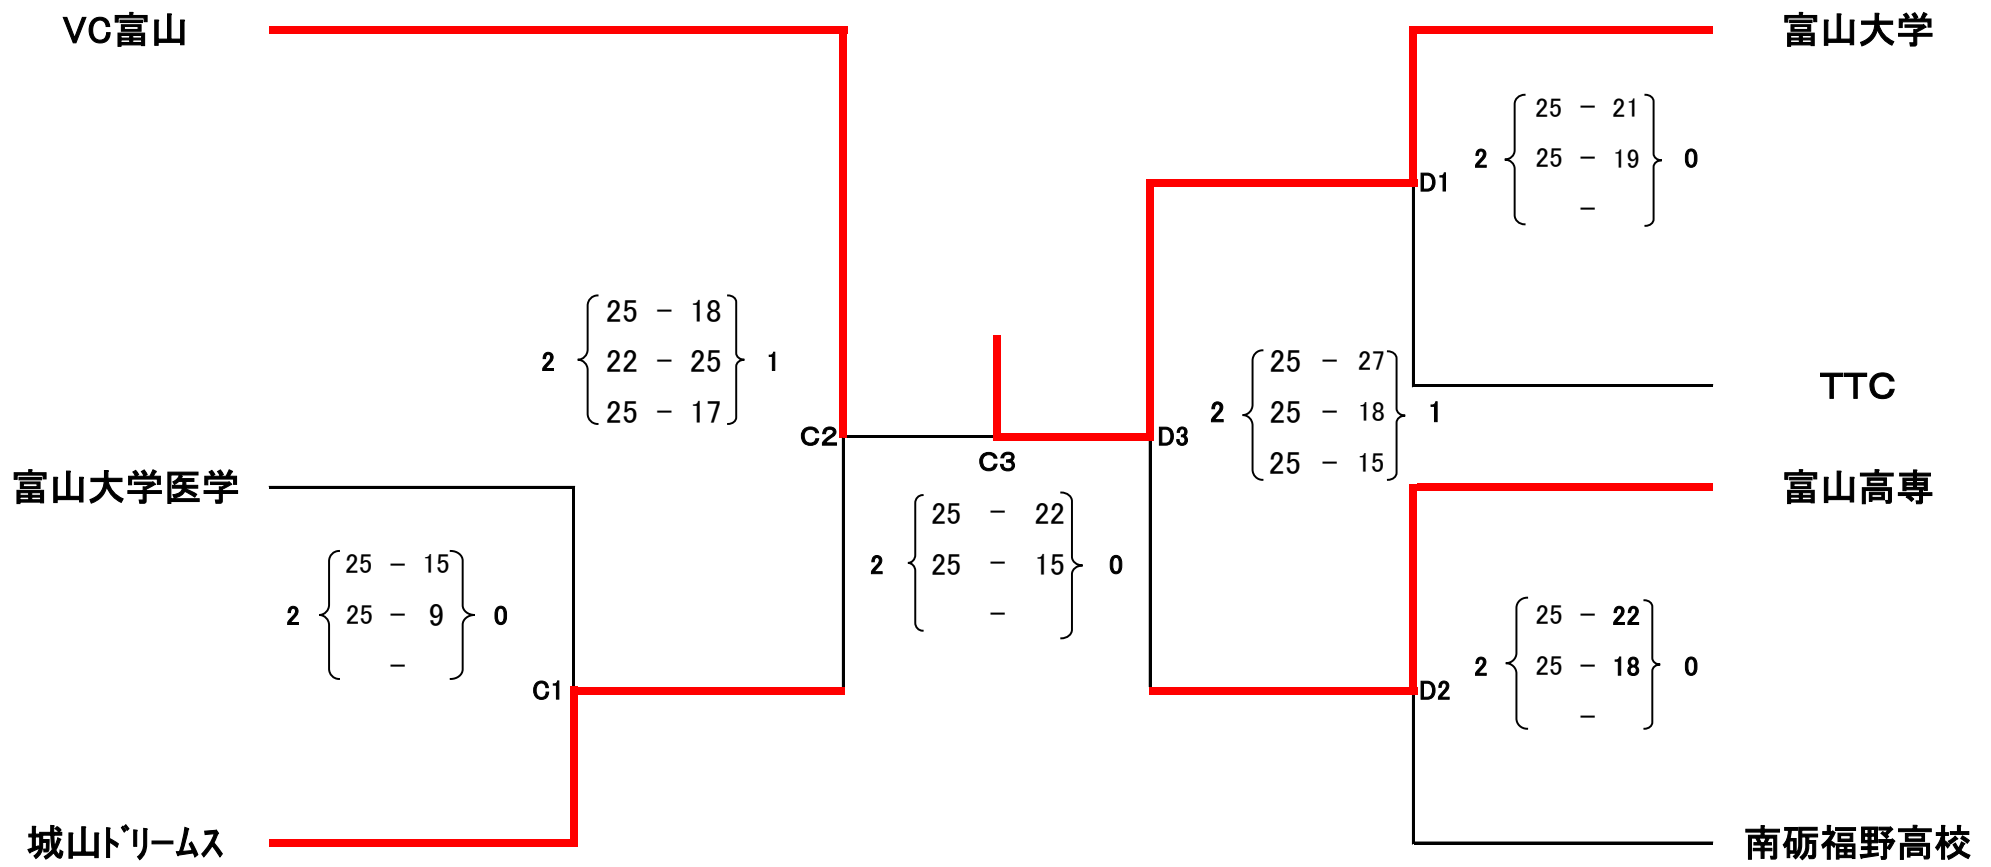 VC富山
富山大学
25 － 21
2 25 － 19 0
－
D1
25 － 18
2 22 － 25 1
25 － 17
25 － 27
2 25 － 18 1
25 － 15
TTC
C2
C3
D3
富山大学医学
富山高専
25 － 22
2 25 － 15 0
－
25 － 15
2 25 － 9 0
－
25 － 22
2 25 － 18 0
－
C1
D2
城山ﾄﾞﾘｰﾑｽ
南砺福野高校